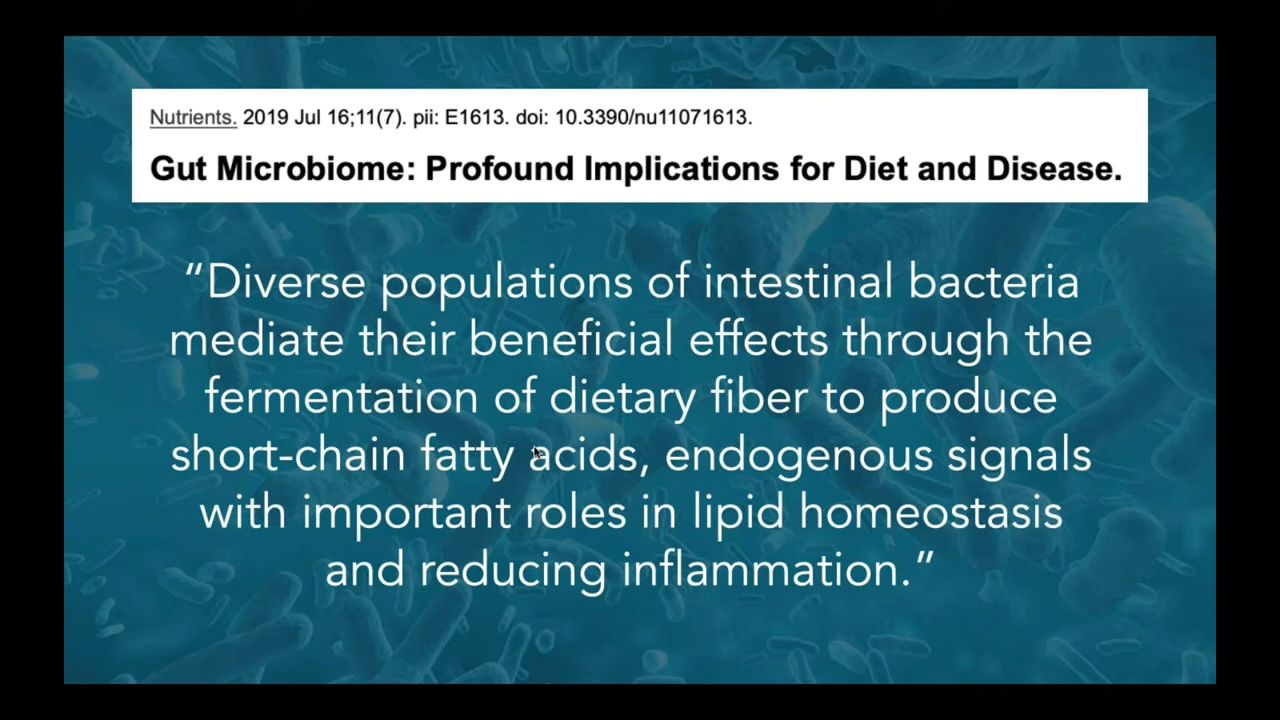 Nutrients. 2019 Jul 16;11(7). pii: E1613. doi: 10.3390/nu11071613.
Gut Microbiome: Profound Implications for Diet and Disease.
“Diverse populations of intestinal bacteria
mediate their beneficial effects through the
fermentation of dietary fiber to produce
short-chain fatty acids, endogenous signals
with important roles in lipid homeostasis
and reducing inflammation.”